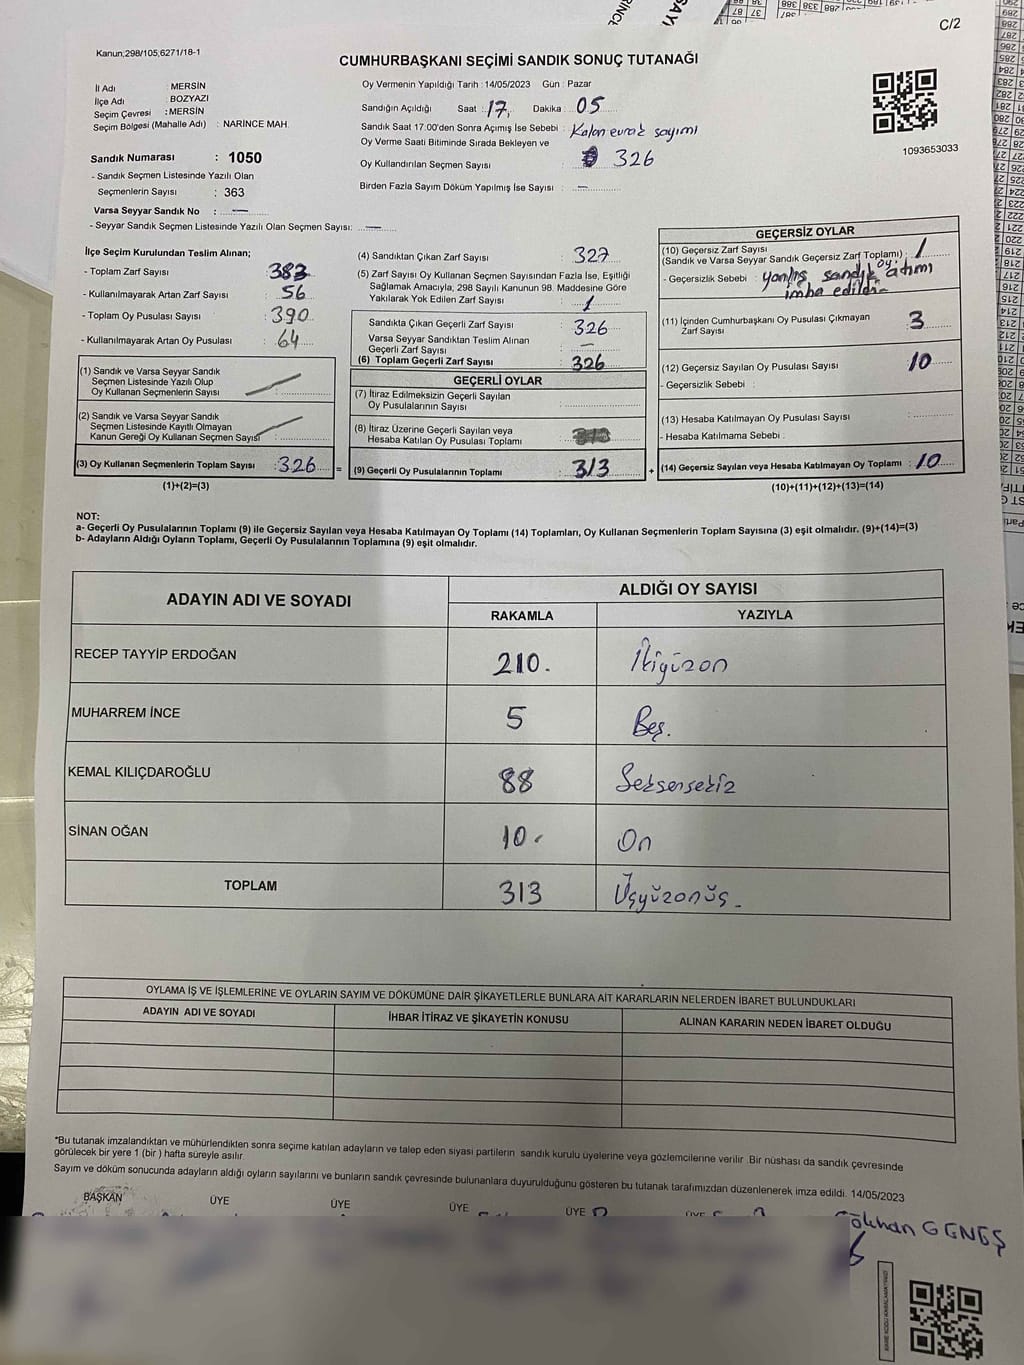 C/2
Kanun;298/105,6271/18-1
CUMHURBAŞKANI SEÇİMİ SANDIK SONUÇ TUTANAĞI
İl Adı : MERSİN
İlçe Adı : BOZYAZI
Seçim Çevresi : MERSİN
Seçim Bölgesi (Mahalle Adı) : NARİNCE MAH.
Oy Vermenin Yapıldığı Tarih : 14/05/2023 Gün : Pazar
Sandığın Açıldığı Saat : 17, Dakika : 05
Sandık Saat 17:00'den Sonra Açımış İse Sebebi : Kalan evrak sayımı
Oy Verme Saati Bitiminde Sırada Bekleyen ve
Oy Kullandırılan Seçmen Sayısı : 326
Birden Fazla Sayım Döküm Yapılmış İse Sayısı : —
1093653033
Sandık Numarası : 1050
- Sandık Seçmen Listesinde Yazılı Olan
Seçmenlerin Sayısı : 363
Varsa Seyyar Sandık No : —
- Seyyar Sandık Seçmen Listesinde Yazılı Olan Seçmen Sayısı: —
İlçe Seçim Kurulundan Teslim Alınan;
- Toplam Zarf Sayısı : 383
- Kullanılmayarak Artan Zarf Sayısı : 56
- Toplam Oy Pusulası Sayısı : 390
- Kullanılmayarak Artan Oy Pusulası : 64
(1) Sandık ve Varsa Seyyar Sandık
Seçmen Listesinde Yazılı Olup
Oy Kullanan Seçmenlerin Sayısı :
(2) Sandık ve Varsa Seyyar Sandık
Seçmen Listesinde Kayıtlı Olmayan
Kanun Gereği Oy Kullanan Seçmen Sayısı :
(3) Oy Kullanan Seçmenlerin Toplam Sayısı : 326 =
(1)+(2)=(3)
(4) Sandıktan Çıkan Zarf Sayısı : 327
(5) Zarf Sayısı Oy Kullanan Seçmen Sayısından Fazla İse, Eşitliği
Sağlamak Amacıyla, 298 Sayılı Kanunun 98. Maddesine Göre
Yakılarak Yok Edilen Zarf Sayısı : 1
Sandıkta Çıkan Geçerli Zarf Sayısı : 326
Varsa Seyyar Sandıktan Teslim Alınan
Geçerli Zarf Sayısı : —
(6) Toplam Geçerli Zarf Sayısı : 326
GEÇERLİ OYLAR
(7) İtiraz Edilmeksizin Geçerli Sayılan
Oy Pusulalarının Sayısı :
(8) İtiraz Üzerine Geçerli Sayılan veya
Hesaba Katılan Oy Pusulası Toplamı :
(9) Geçerli Oy Pusulalarının Toplamı : 313 +
GEÇERSİZ OYLAR
(10) Geçersiz Zarf Sayısı
(Sandık ve Varsa Seyyar Sandık Geçersiz Zarf Toplamı) : 1
- Geçersizlik Sebebi : yanlış sandık oy atımı
imha edildi
(11) İçinden Cumhurbaşkanı Oy Pusulası Çıkmayan
Zarf Sayısı : 3
(12) Geçersiz Sayılan Oy Pusulası Sayısı : 10
- Geçersizlik Sebebi :
(13) Hesaba Katılmayan Oy Pusulası Sayısı :
- Hesaba Katılmama Sebebi :
(14) Geçersiz Sayılan veya Hesaba Katılmayan Oy Toplamı : 10
(10)+(11)+(12)+(13)=(14)
NOT:
a- Geçerli Oy Pusulalarının Toplamı (9) ile Geçersiz Sayılan veya Hesaba Katılmayan Oy Toplamı (14) Toplamları, Oy Kullanan Seçmenlerin Toplam Sayısına (3) eşit olmalıdır. (9)+(14)=(3)
b- Adayların Aldığı Oyların Toplamı, Geçerli Oy Pusulalarının Toplamına (9) eşit olmalıdır.
ADAYIN ADI VE SOYADI
ALDIĞI OY SAYISI
RAKAMLA YAZIYLA
RECEP TAYYİP ERDOĞAN 210. İkiyüzon
MUHARREM İNCE 5 Beş.
KEMAL KILIÇDAROĞLU 88 Seksensekiz
SİNAN OĞAN 10. On
TOPLAM 313 Üçyüzonüç.
OYLAMA İŞ VE İŞLEMLERİNE VE OYLARIN SAYIM VE DÖKÜMÜNE DAİR ŞİKAYETLERLE BUNLARA AİT KARARLARIN NELERDEN İBARET BULUNDUKLARI
ADAYIN ADI VE SOYADI İHBAR İTİRAZ VE ŞİKAYETİN KONUSU ALINAN KARARIN NEDEN İBARET OLDUĞU
*Bu tutanak imzalandıktan ve mühürlendikten sonra seçime katılan adayların ve talep eden siyasi partilerin sandık kurulu üyelerine veya gözlemcilerine verilir. Bir nüshası da sandık çevresinde
görülecek bir yere 1 (bir) hafta süreyle asılır.
Sayım ve döküm sonucunda adayların aldığı oyların sayılarını ve bunların sandık çevresinde bulunanlara duyurulduğunu gösteren bu tutanak tarafımızdan düzenlenerek imza edildi. 14/05/2023
BAŞKAN ÜYE ÜYE ÜYE ÜYE ÜYE
Gökhan GENEŞ